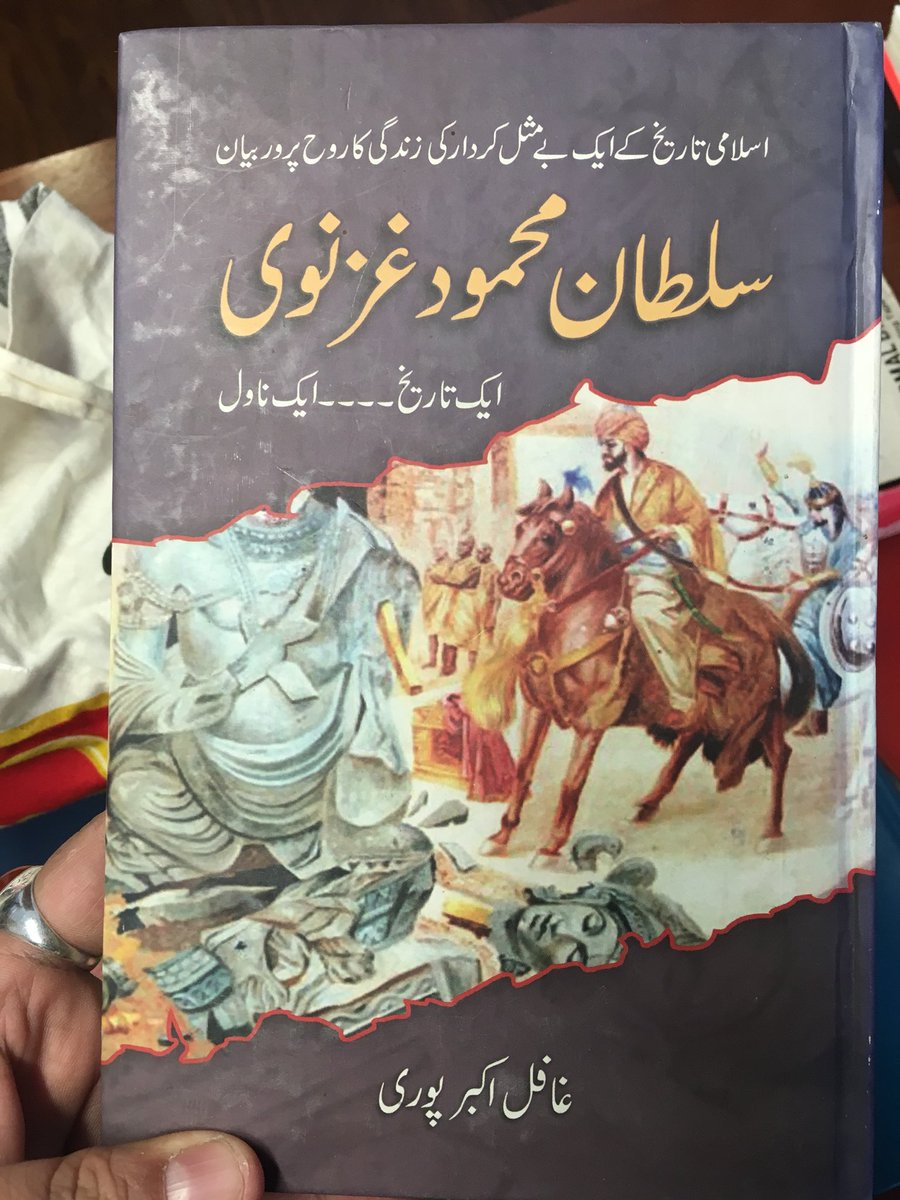 اسلامی تاریخ کے ایک بے مثل کردار کی زندگی کا روح پرور بیان
سلطان محمود غزنوی
ایک تاریخ ۔۔۔۔ ایک ناول
غافل اکبر پوری